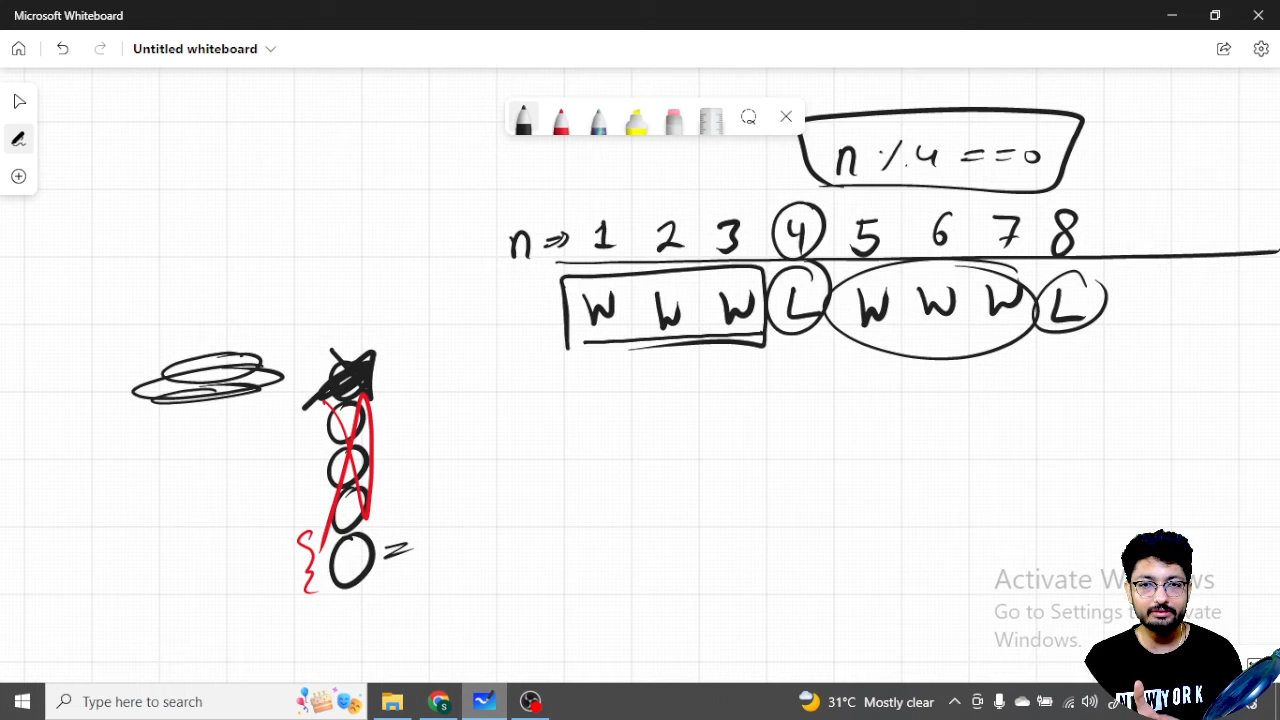 Microsoft Whiteboard
Untitled whiteboard
n % 4 == 0
n => 1 2 3 4 5 6 7 8
W W W L W W W L
=
Activate Windows
Go to Settings to activate
Windows.
YORK
Type here to search
31°C Mostly clear